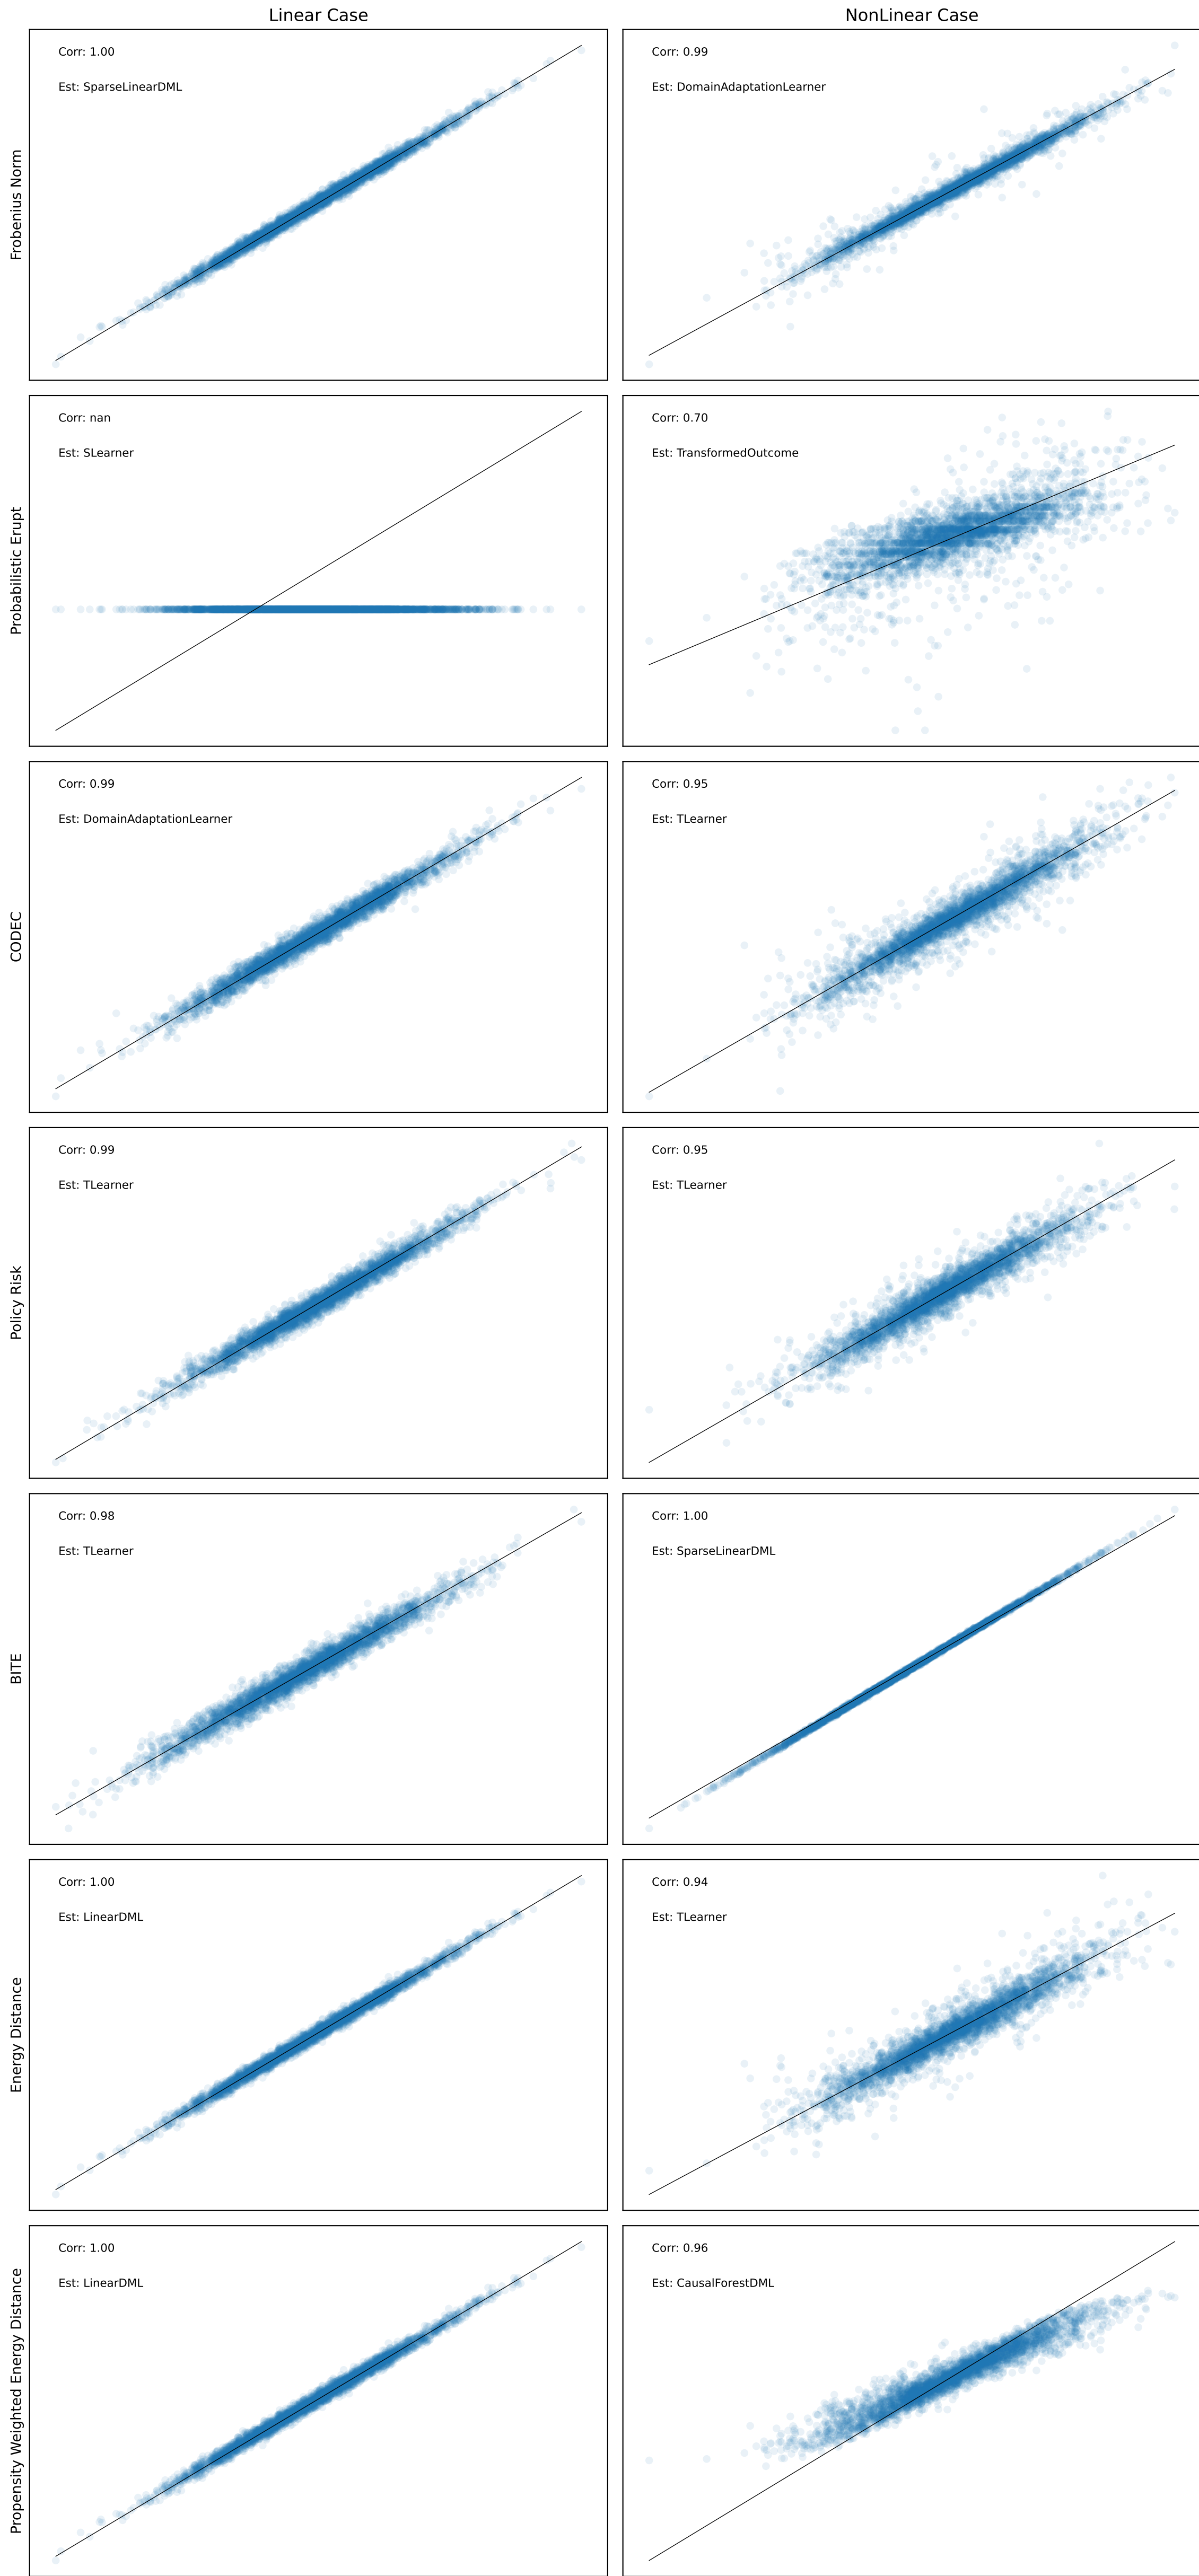 Linear Case
NonLinear Case
Frobenius Norm
Corr: 1.00
Est: SparseLinearDML
Corr: 0.99
Est: DomainAdaptationLearner
Probabilistic Erupt
Corr: nan
Est: SLearner
Corr: 0.70
Est: TransformedOutcome
CODEC
Corr: 0.99
Est: DomainAdaptationLearner
Corr: 0.95
Est: TLearner
Policy Risk
Corr: 0.99
Est: TLearner
Corr: 0.95
Est: TLearner
BITE
Corr: 0.98
Est: TLearner
Corr: 1.00
Est: SparseLinearDML
Energy Distance
Corr: 1.00
Est: LinearDML
Corr: 0.94
Est: TLearner
Propensity Weighted Energy Distance
Corr: 1.00
Est: LinearDML
Corr: 0.96
Est: CausalForestDML